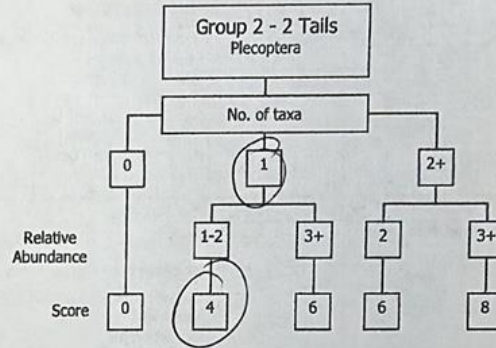 Group 2 - 2 Tails
Plecoptera
No. of taxa
0 1 2+
Relative
Abundance
1-2 3+ 2 3+
Score 0 4 6 6 8